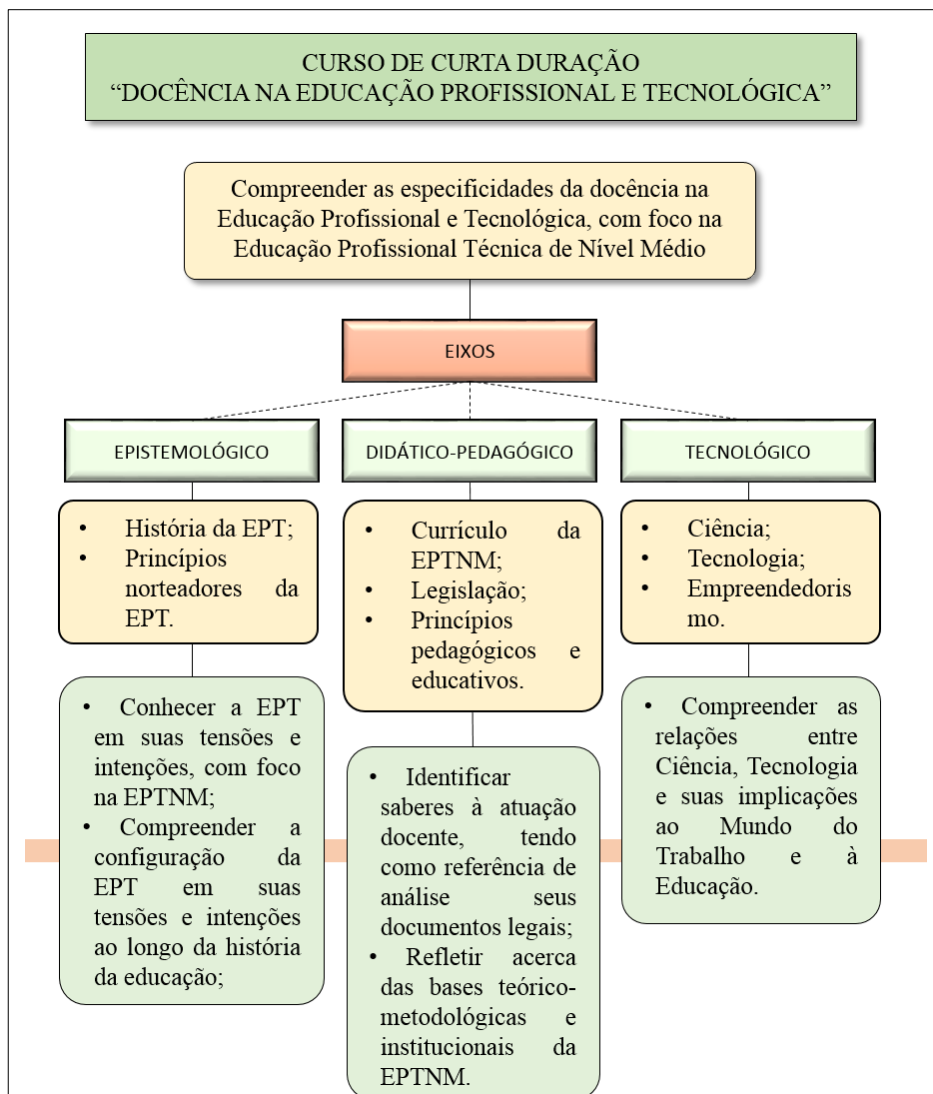 CURSO DE CURTA DURAÇÃO
“DOCÊNCIA NA EDUCAÇÃO PROFISSIONAL E TECNOLÓGICA”
Compreender as especificidades da docência na
Educação Profissional e Tecnológica, com foco na
Educação Profissional Técnica de Nível Médio
EIXOS
EPISTEMOLÓGICO
• História da EPT;
• Princípios
norteadores da
EPT.
• Conhecer a EPT
em suas tensões e
intenções, com foco
na EPTNM;
• Compreender a
configuração da
EPT em suas
tensões e intenções
ao longo da história
da educação;
DIDÁTICO-PEDAGÓGICO
• Currículo da
EPTNM;
• Legislação;
• Princípios
pedagógicos e
educativos.
• Identificar
saberes à atuação
docente, tendo
como referência de
análise seus
documentos legais;
• Refletir acerca
das bases teórico-
metodológicas e
institucionais da
EPTNM.
TECNOLÓGICO
• Ciência;
• Tecnologia;
• Empreendedoris
mo.
• Compreender as
relações entre
Ciência, Tecnologia
e suas implicações
ao Mundo do
Trabalho e à
Educação.